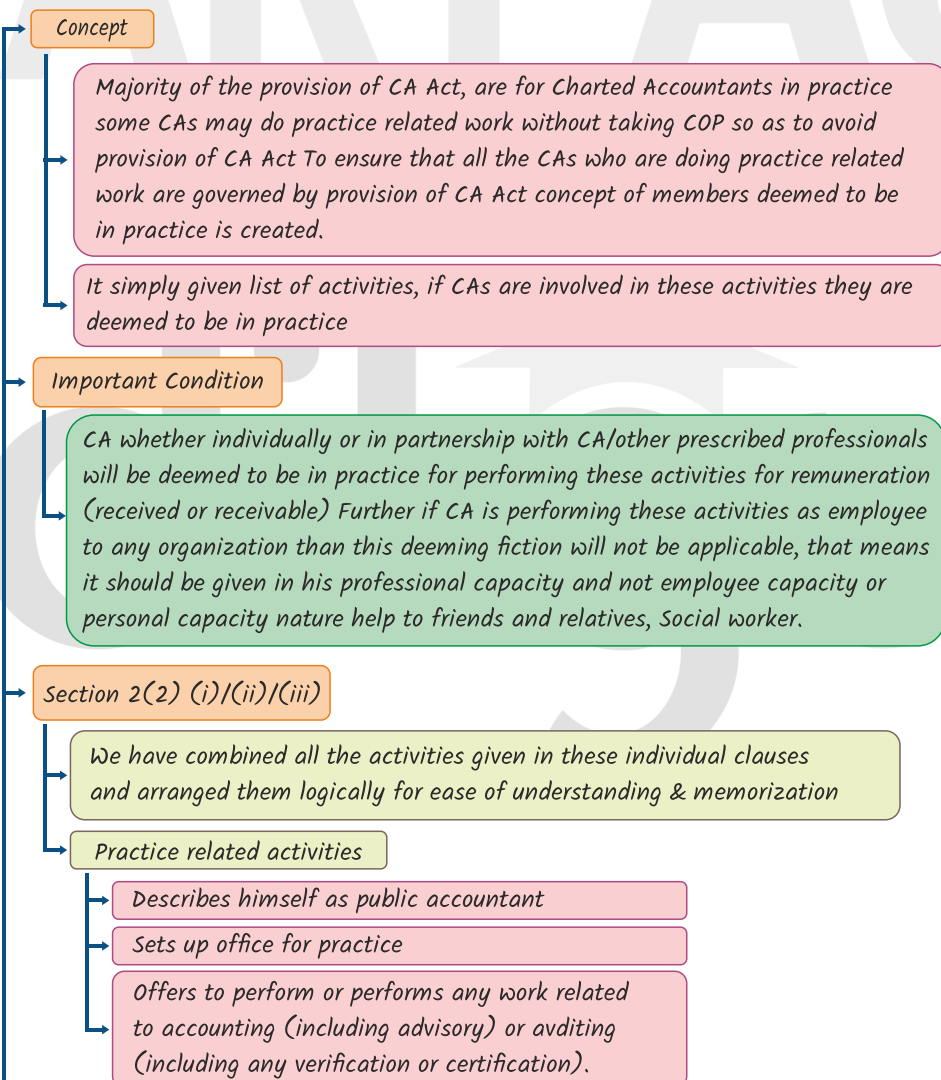 Concept
Majority of the provision of CA Act, are for Charted Accountants in practice
some CAs may do practice related work without taking COP so as to avoid
provision of CA Act To ensure that all the CAs who are doing practice related
work are governed by provision of CA Act concept of members deemed to be
in practice is created.
It simply given list of activities, if CAs are involved in these activities they are
deemed to be in practice
Important Condition
CA whether individually or in partnership with CA/other prescribed professionals
will be deemed to be in practice for performing these activities for remuneration
(received or receivable) Further if CA is performing these activities as employee
to any organization than this deeming fiction will not be applicable, that means
it should be given in his professional capacity and not employee capacity or
personal capacity nature help to friends and relatives, Social worker.
Section 2(2) (i)/(ii)/(iii)
We have combined all the activities given in these individual clauses
and arranged them logically for ease of understanding & memorization
Practice related activities
Describes himself as public accountant
Sets up office for practice
Offers to perform or performs any work related
to accounting (including advisory) or avditing
(including any verification or certification).